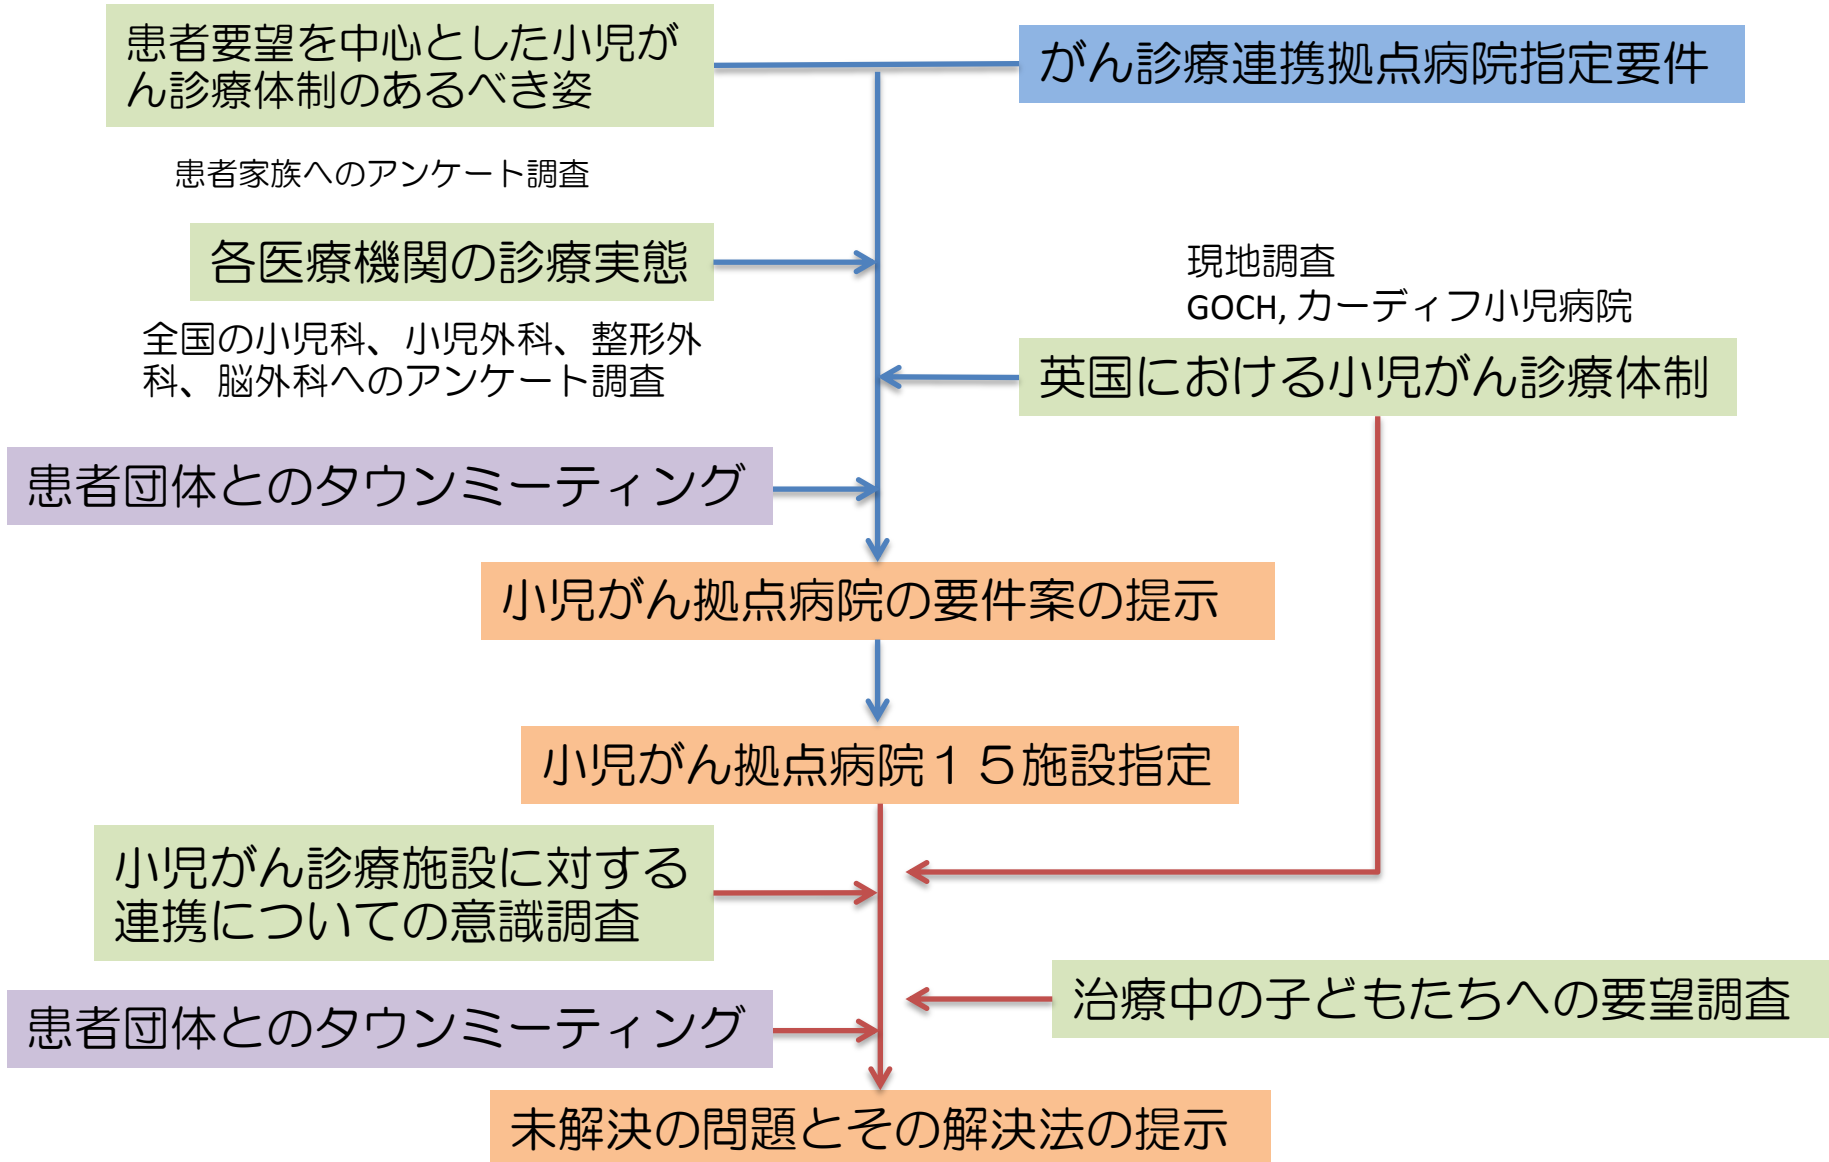 患者要望を中心とした小児が
ん診療体制のあるべき姿
がん診療連携拠点病院指定要件
患者家族へのアンケート調査
各医療機関の診療実態
現地調査
GOCH, カーディフ小児病院
全国の小児科、小児外科、整形外
科、脳外科へのアンケート調査
英国における小児がん診療体制
患者団体とのタウンミーティング
小児がん拠点病院の要件案の提示
小児がん拠点病院１５施設指定
小児がん診療施設に対する
連携についての意識調査
治療中の子どもたちへの要望調査
患者団体とのタウンミーティング
未解決の問題とその解決法の提示